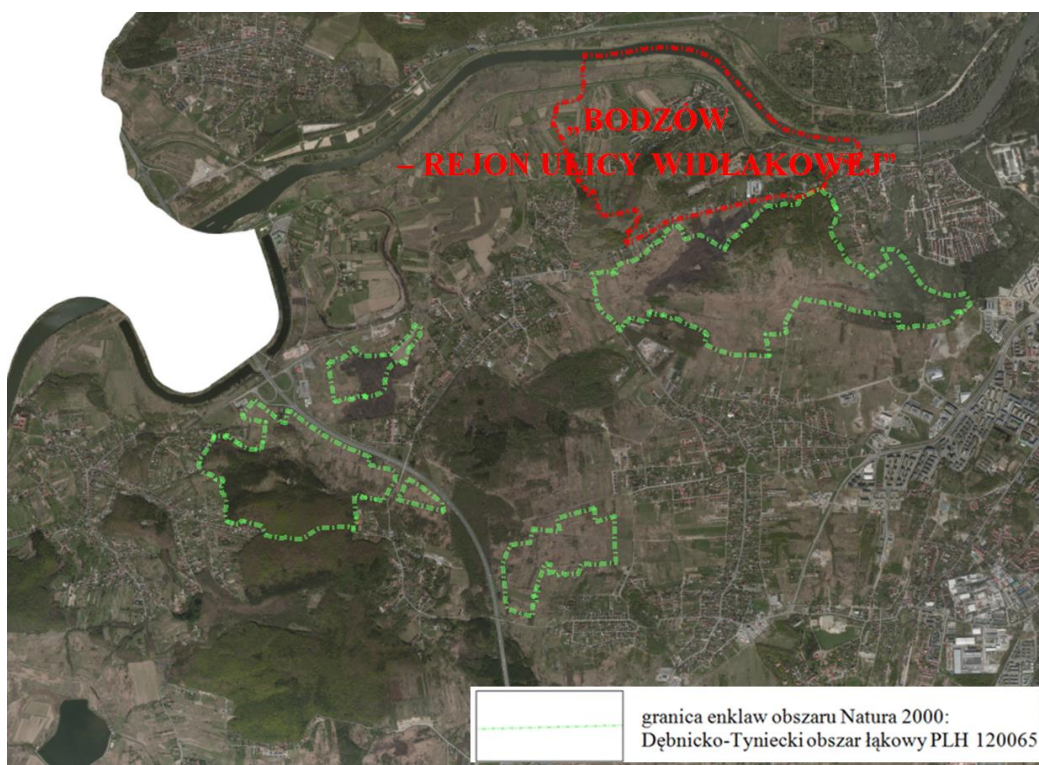 „BODZÓW
– REJON ULICY WIDŁAKOWEJ”
granica enklaw obszaru Natura 2000:
Dębnicko-Tyniecki obszar łąkowy PLH 120065